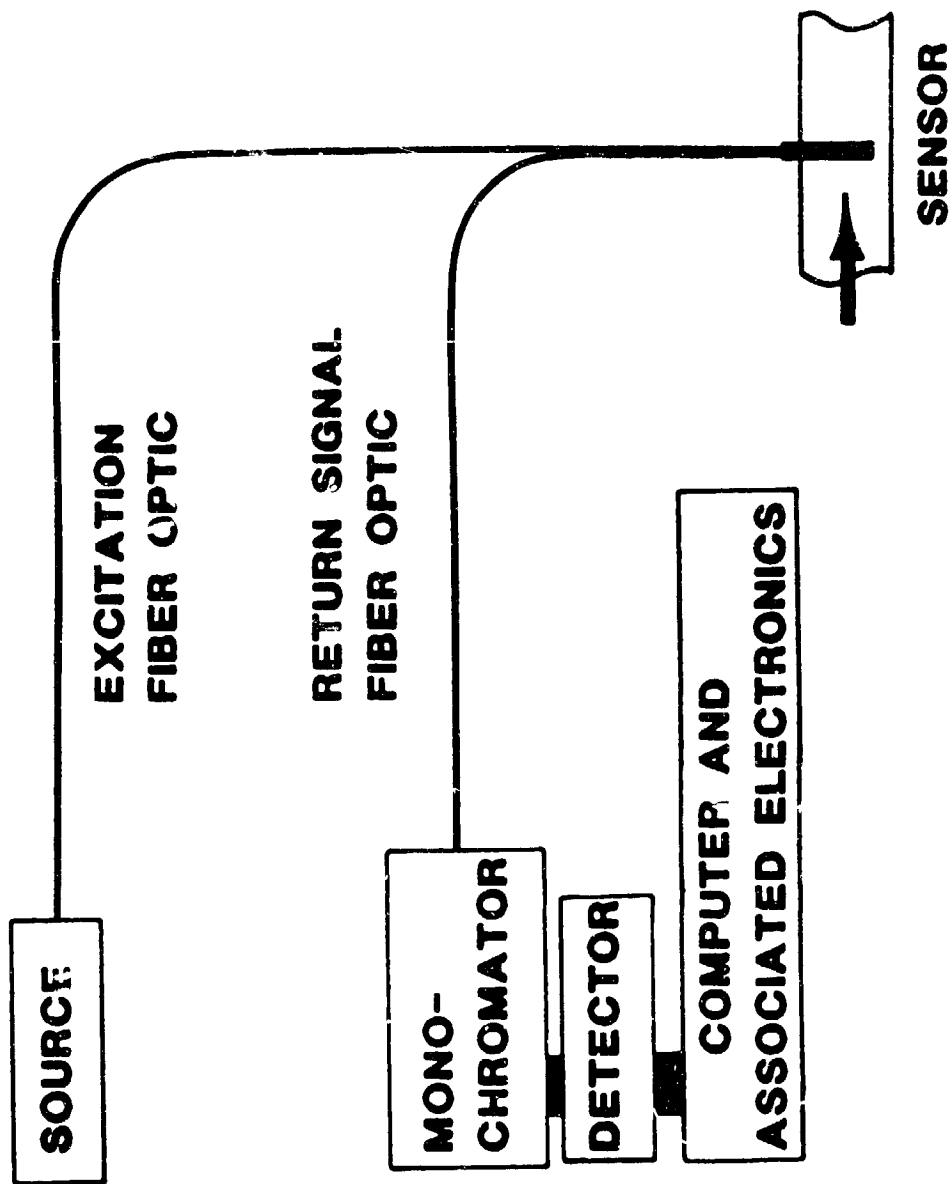 SOURCE
EXCITATION
FIBER OPTIC
RETURN SIGNAL
FIBER OPTIC
MONO-
CHROMATOR
DETECTOR
COMPUTER AND
ASSOCIATED ELECTRONICS
SENSOR